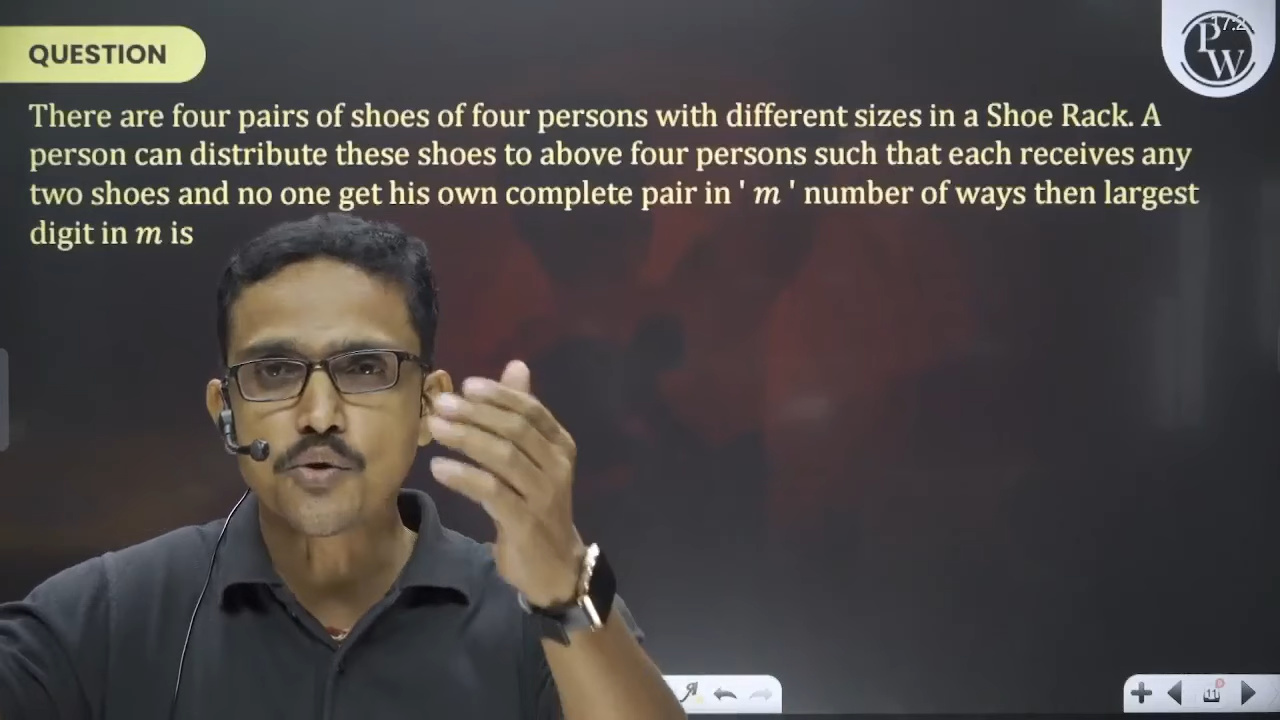 QUESTION
There are four pairs of shoes of four persons with different sizes in a Shoe Rack. A
person can distribute these shoes to above four persons such that each receives any
two shoes and no one get his own complete pair in ' m ' number of ways then largest
digit in m is
P
W
11